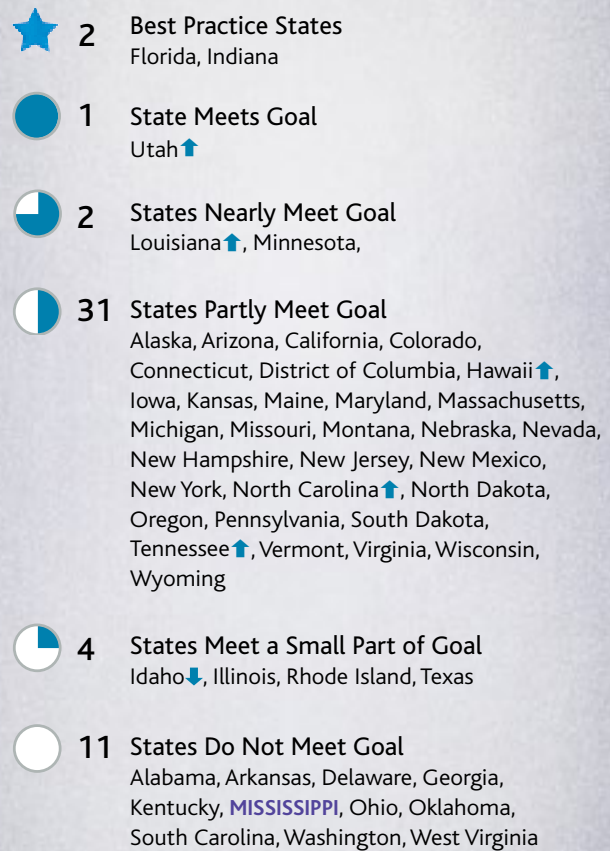 2 Best Practice States
Florida, Indiana
1 State Meets Goal
Utah⬆
2 States Nearly Meet Goal
Louisiana⬆, Minnesota,
31 States Partly Meet Goal
Alaska, Arizona, California, Colorado,
Connecticut, District of Columbia, Hawaii⬆,
Iowa, Kansas, Maine, Maryland, Massachusetts,
Michigan, Missouri, Montana, Nebraska, Nevada,
New Hampshire, New Jersey, New Mexico,
New York, North Carolina⬆, North Dakota,
Oregon, Pennsylvania, South Dakota,
Tennessee⬆, Vermont, Virginia, Wisconsin,
Wyoming
4 States Meet a Small Part of Goal
Idaho⬇, Illinois, Rhode Island, Texas
11 States Do Not Meet Goal
Alabama, Arkansas, Delaware, Georgia,
Kentucky, MISSISSIPPI, Ohio, Oklahoma,
South Carolina, Washington, West Virginia